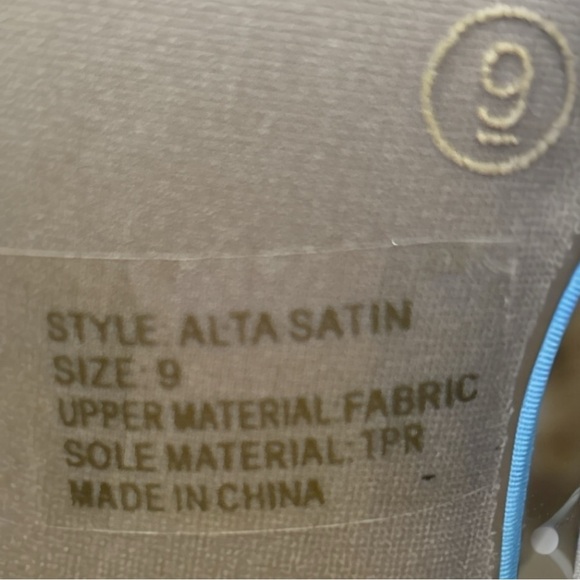 9
STYLE: ALTA SATIN
SIZE: 9
UPPER MATERIAL:FABRIC
SOLE MATERIAL: TPR
MADE IN CHINA